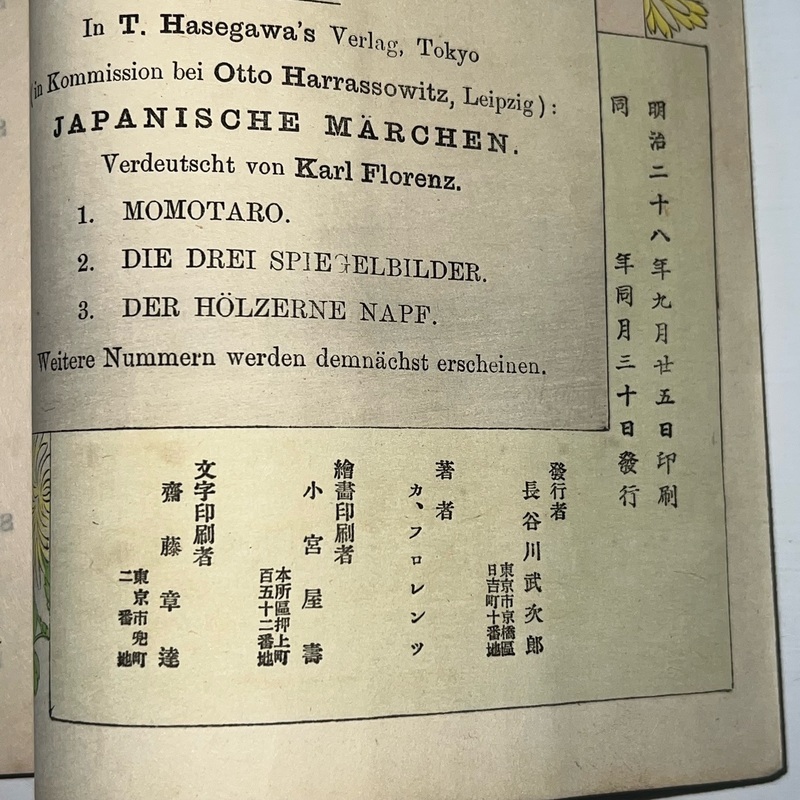 In T. Hasegawa's Verlag, Tokyo
(in Kommission bei Otto Harrassowitz, Leipzig):
JAPANISCHE MÄRCHEN.
Verdeutscht von Karl Florenz.
1. MOMOTARO.
2. DIE DREI SPIEGELBILDER.
3. DER HÖLZERNE NAPF.
Weitere Nummern werden demnächst erscheinen.
明治二十八年九月廿五日印刷
同年同月三十日發行
發行者
長谷川武次郎
東京市京橋區
日吉町十番地
著者
カ、フロレンツ
繪畫印刷者
小宮屋壽
本所區押上町
百五十二番地
文字印刷者
齋藤章達
東京市兜町
二番地